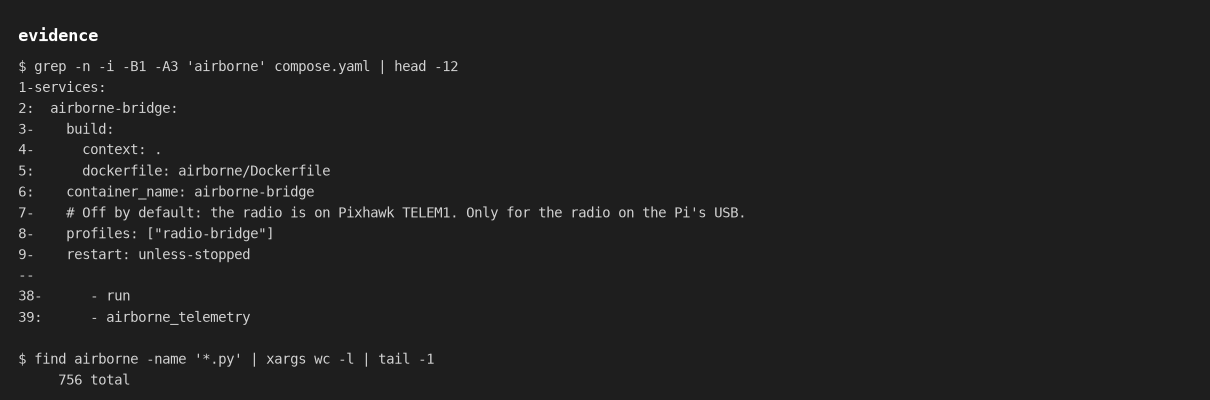 evidence
$ grep -n -i -B1 -A3 'airborne' compose.yaml | head -12
1-services:
2:  airborne-bridge:
3-    build:
4-      context: .
5:      dockerfile: airborne/Dockerfile
6:    container_name: airborne-bridge
7-    # Off by default: the radio is on Pixhawk TELEM1. Only for the radio on the Pi's USB.
8-    profiles: ["radio-bridge"]
9-    restart: unless-stopped
--
38-      - run
39:      - airborne_telemetry
$ find airborne -name '*.py' | xargs wc -l | tail -1
     756 total